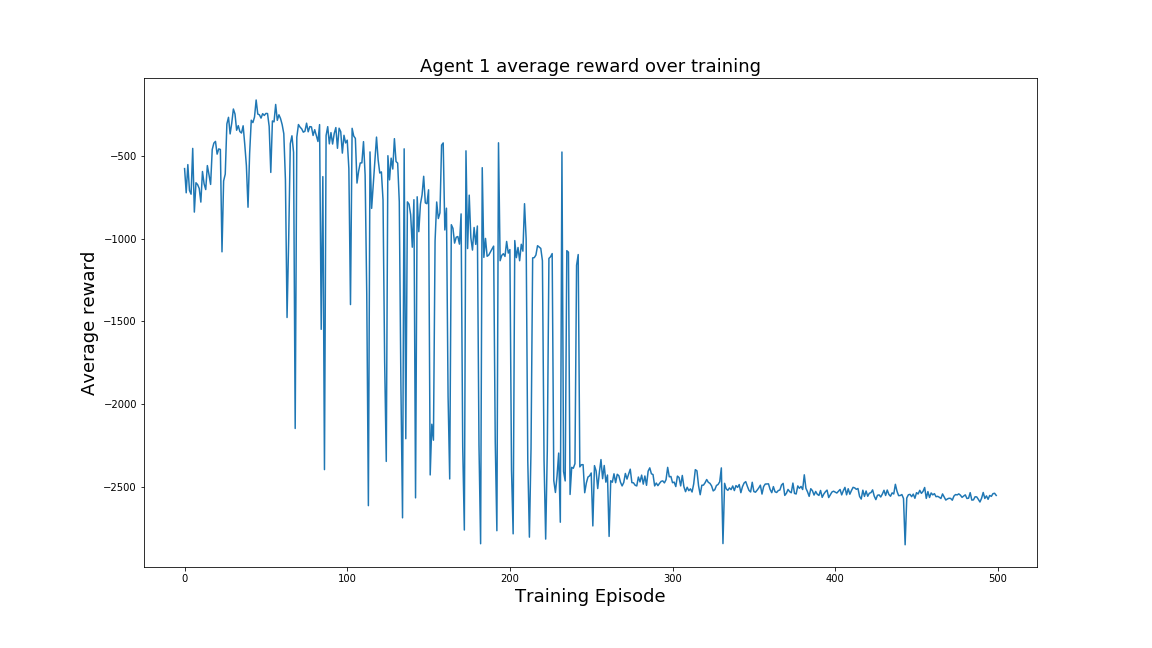 Agent 1 average reward over training
Average reward
−500
−1000
−1500
−2000
−2500
0 100 200 300 400 500
Training Episode